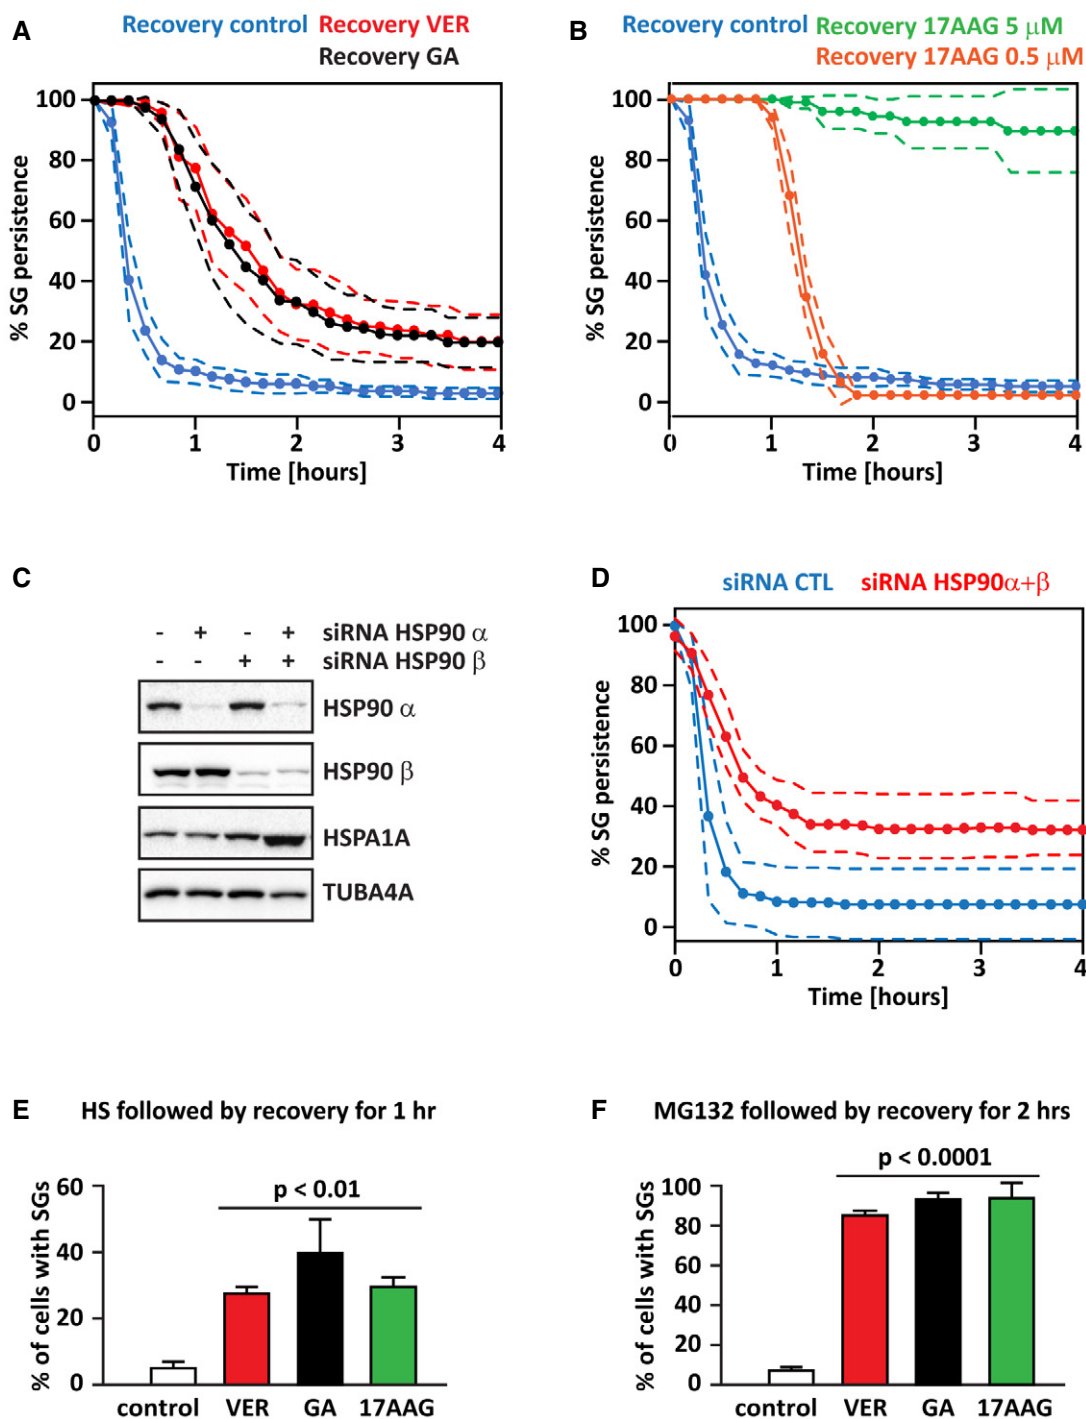 A
Recovery control Recovery VER
Recovery GA
% SG persistence
100
80
60
40
20
0
0 1 2 3 4
Time [hours]
B
Recovery control Recovery 17AAG 5 µM
Recovery 17AAG 0.5 µM
% SG persistence
100
80
60
40
20
0
0 1 2 3 4
Time [hours]
C
- + - + siRNA HSP90 α
- - + + siRNA HSP90 β
HSP90 α
HSP90 β
HSPA1A
TUBA4A
D
siRNA CTL siRNA HSP90α+β
% SG persistence
100
80
60
40
20
0
0 1 2 3 4
Time [hours]
E
HS followed by recovery for 1 hr
% of cells with SGs
60
40
20
0
p < 0.01
control VER GA 17AAG
F
MG132 followed by recovery for 2 hrs
% of cells with SGs
100
80
60
40
20
0
p < 0.0001
control VER GA 17AAG